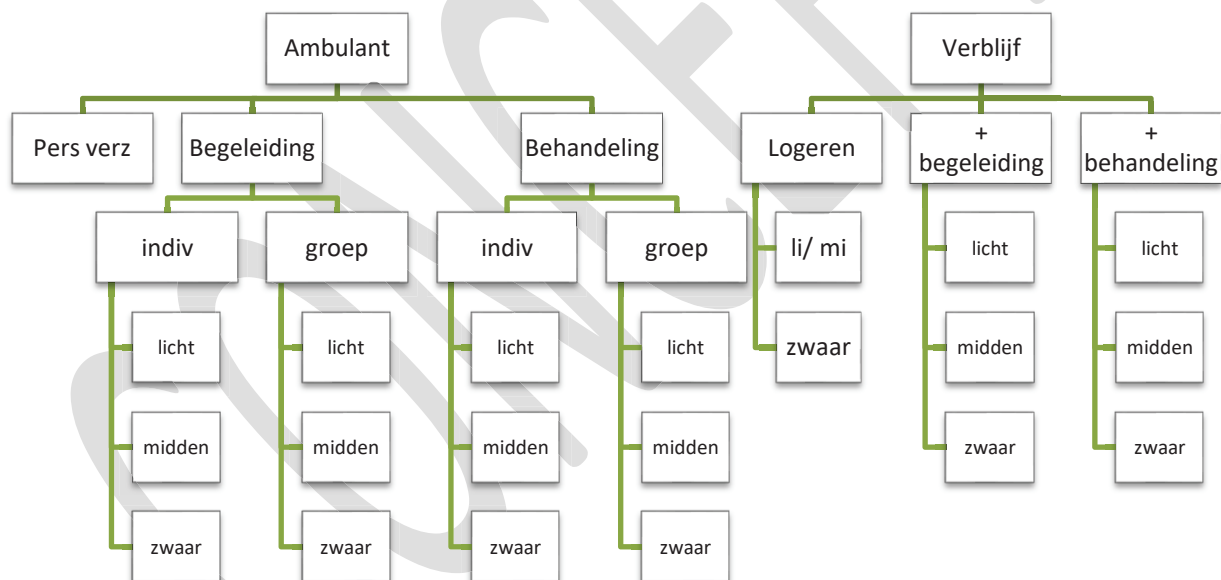 Ambulant
Verblijf
Pers verz
Begeleiding
Behandeling
Logeren
+
begeleiding
+
behandeling
indiv
groep
indiv
groep
li/ mi
licht
licht
licht
licht
licht
licht
zwaar
midden
midden
midden
midden
midden
midden
zwaar
zwaar
zwaar
zwaar
zwaar
zwaar